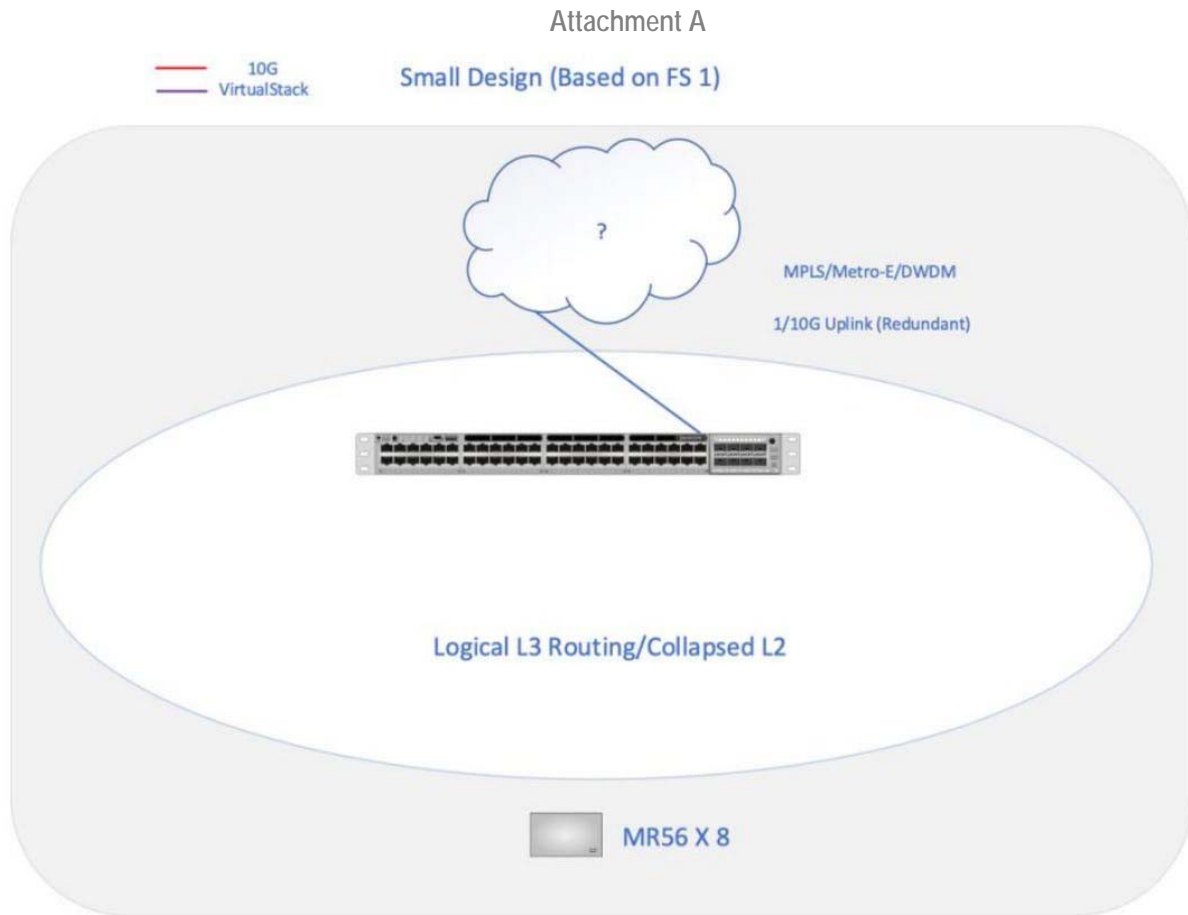 Attachment A
10G
VirtualStack
Small Design (Based on FS 1)
?
MPLS/Metro-E/DWDM
1/10G Uplink (Redundant)
Logical L3 Routing/Collapsed L2
MR56 X 8